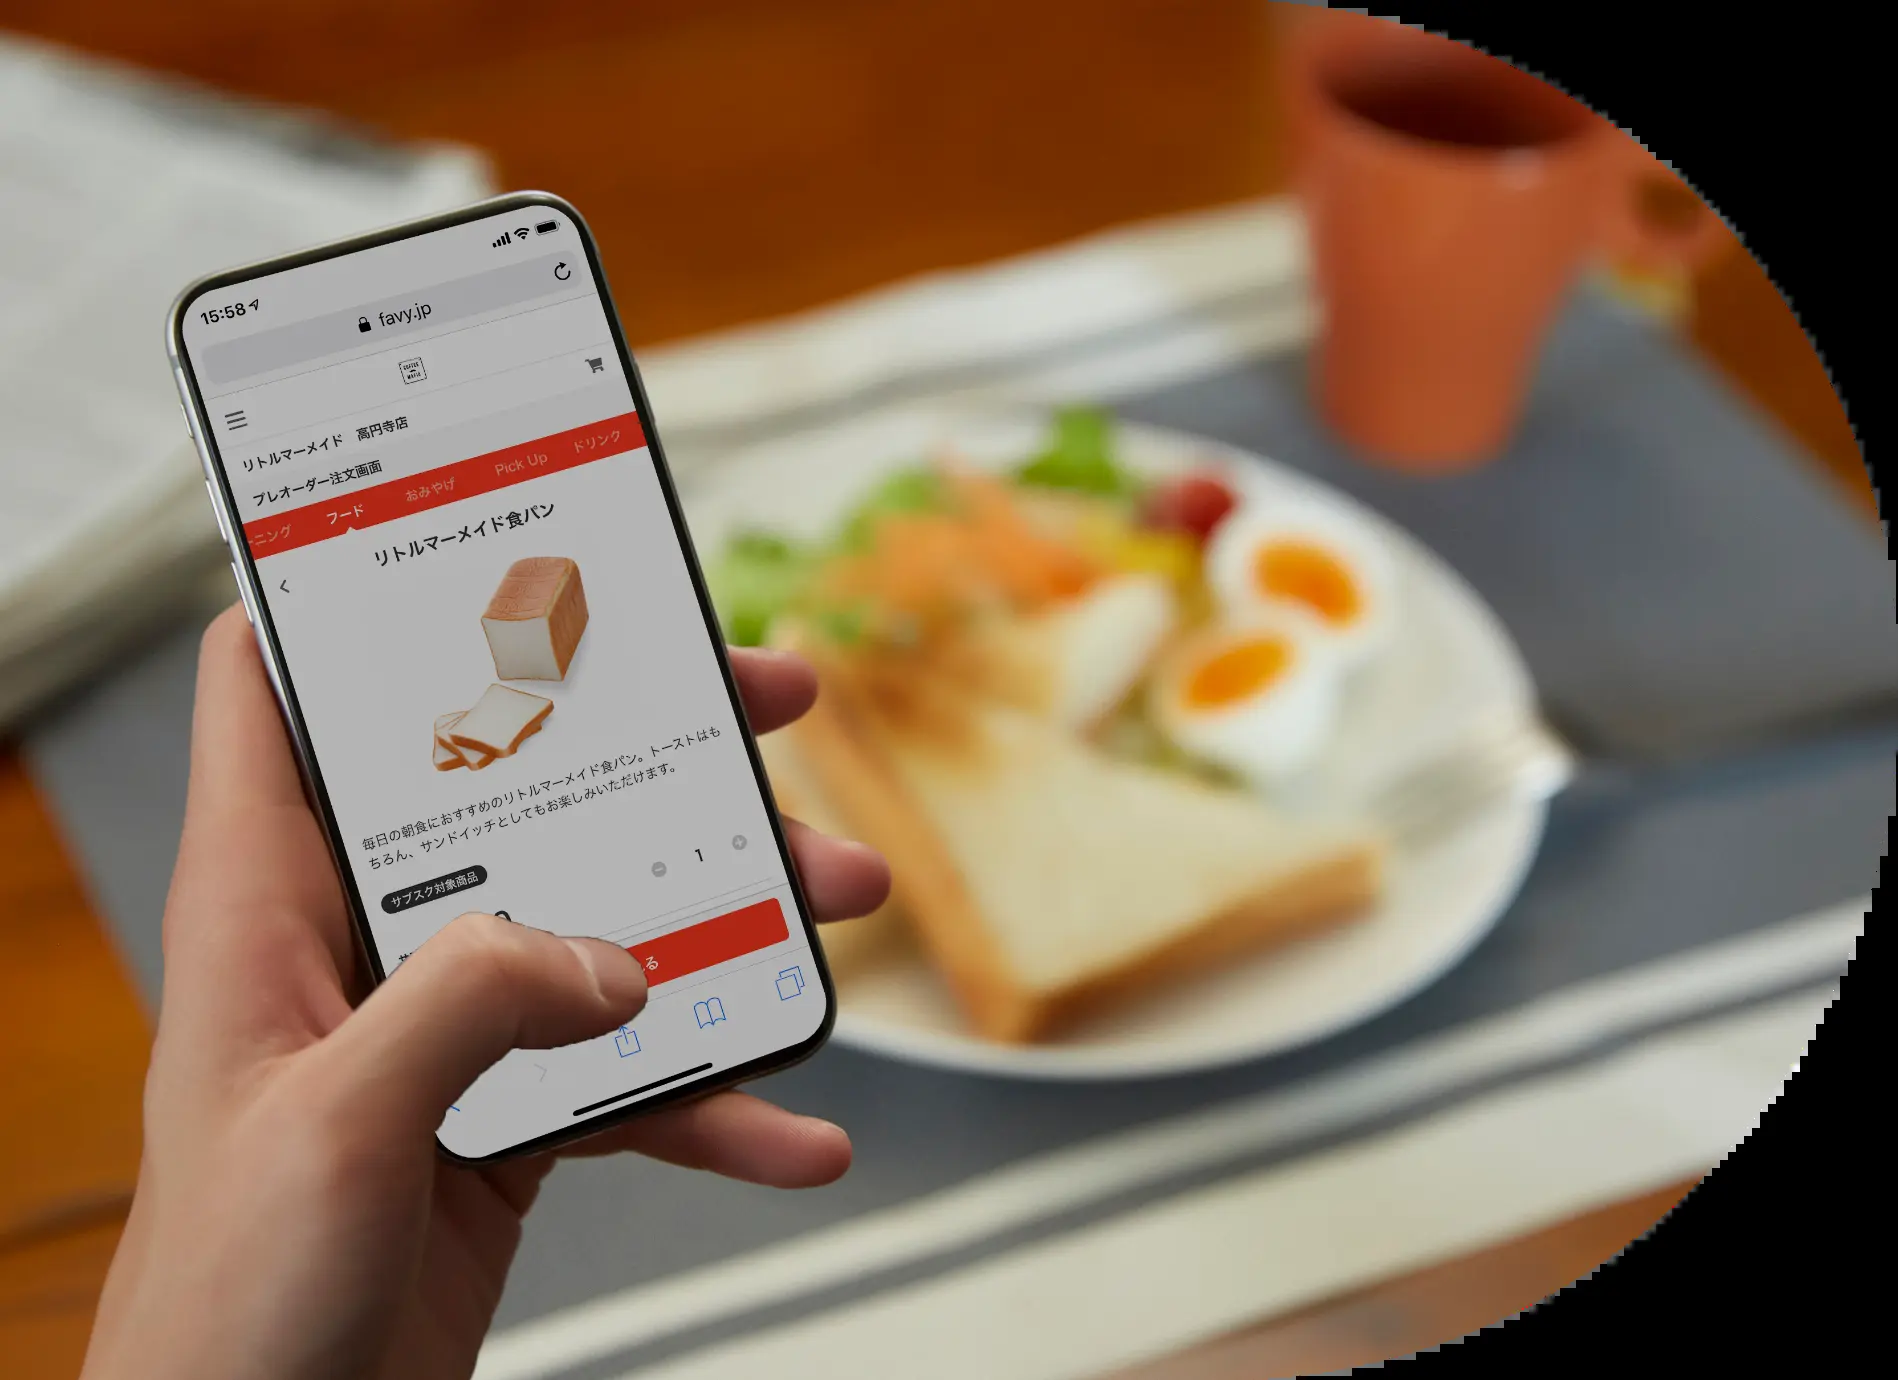 15:58
favy.jp
COFFEE
MAFIA
リトルマーメイド 高円寺店
プレオーダー注文画面
ーニング フード おみやげ Pick Up ドリンク
リトルマーメイド食パン
毎日の朝食におすすめのリトルマーメイド食パン。トーストはも
ちろん、サンドイッチとしてもお楽しみいただけます。
サブスク対象商品
1
る